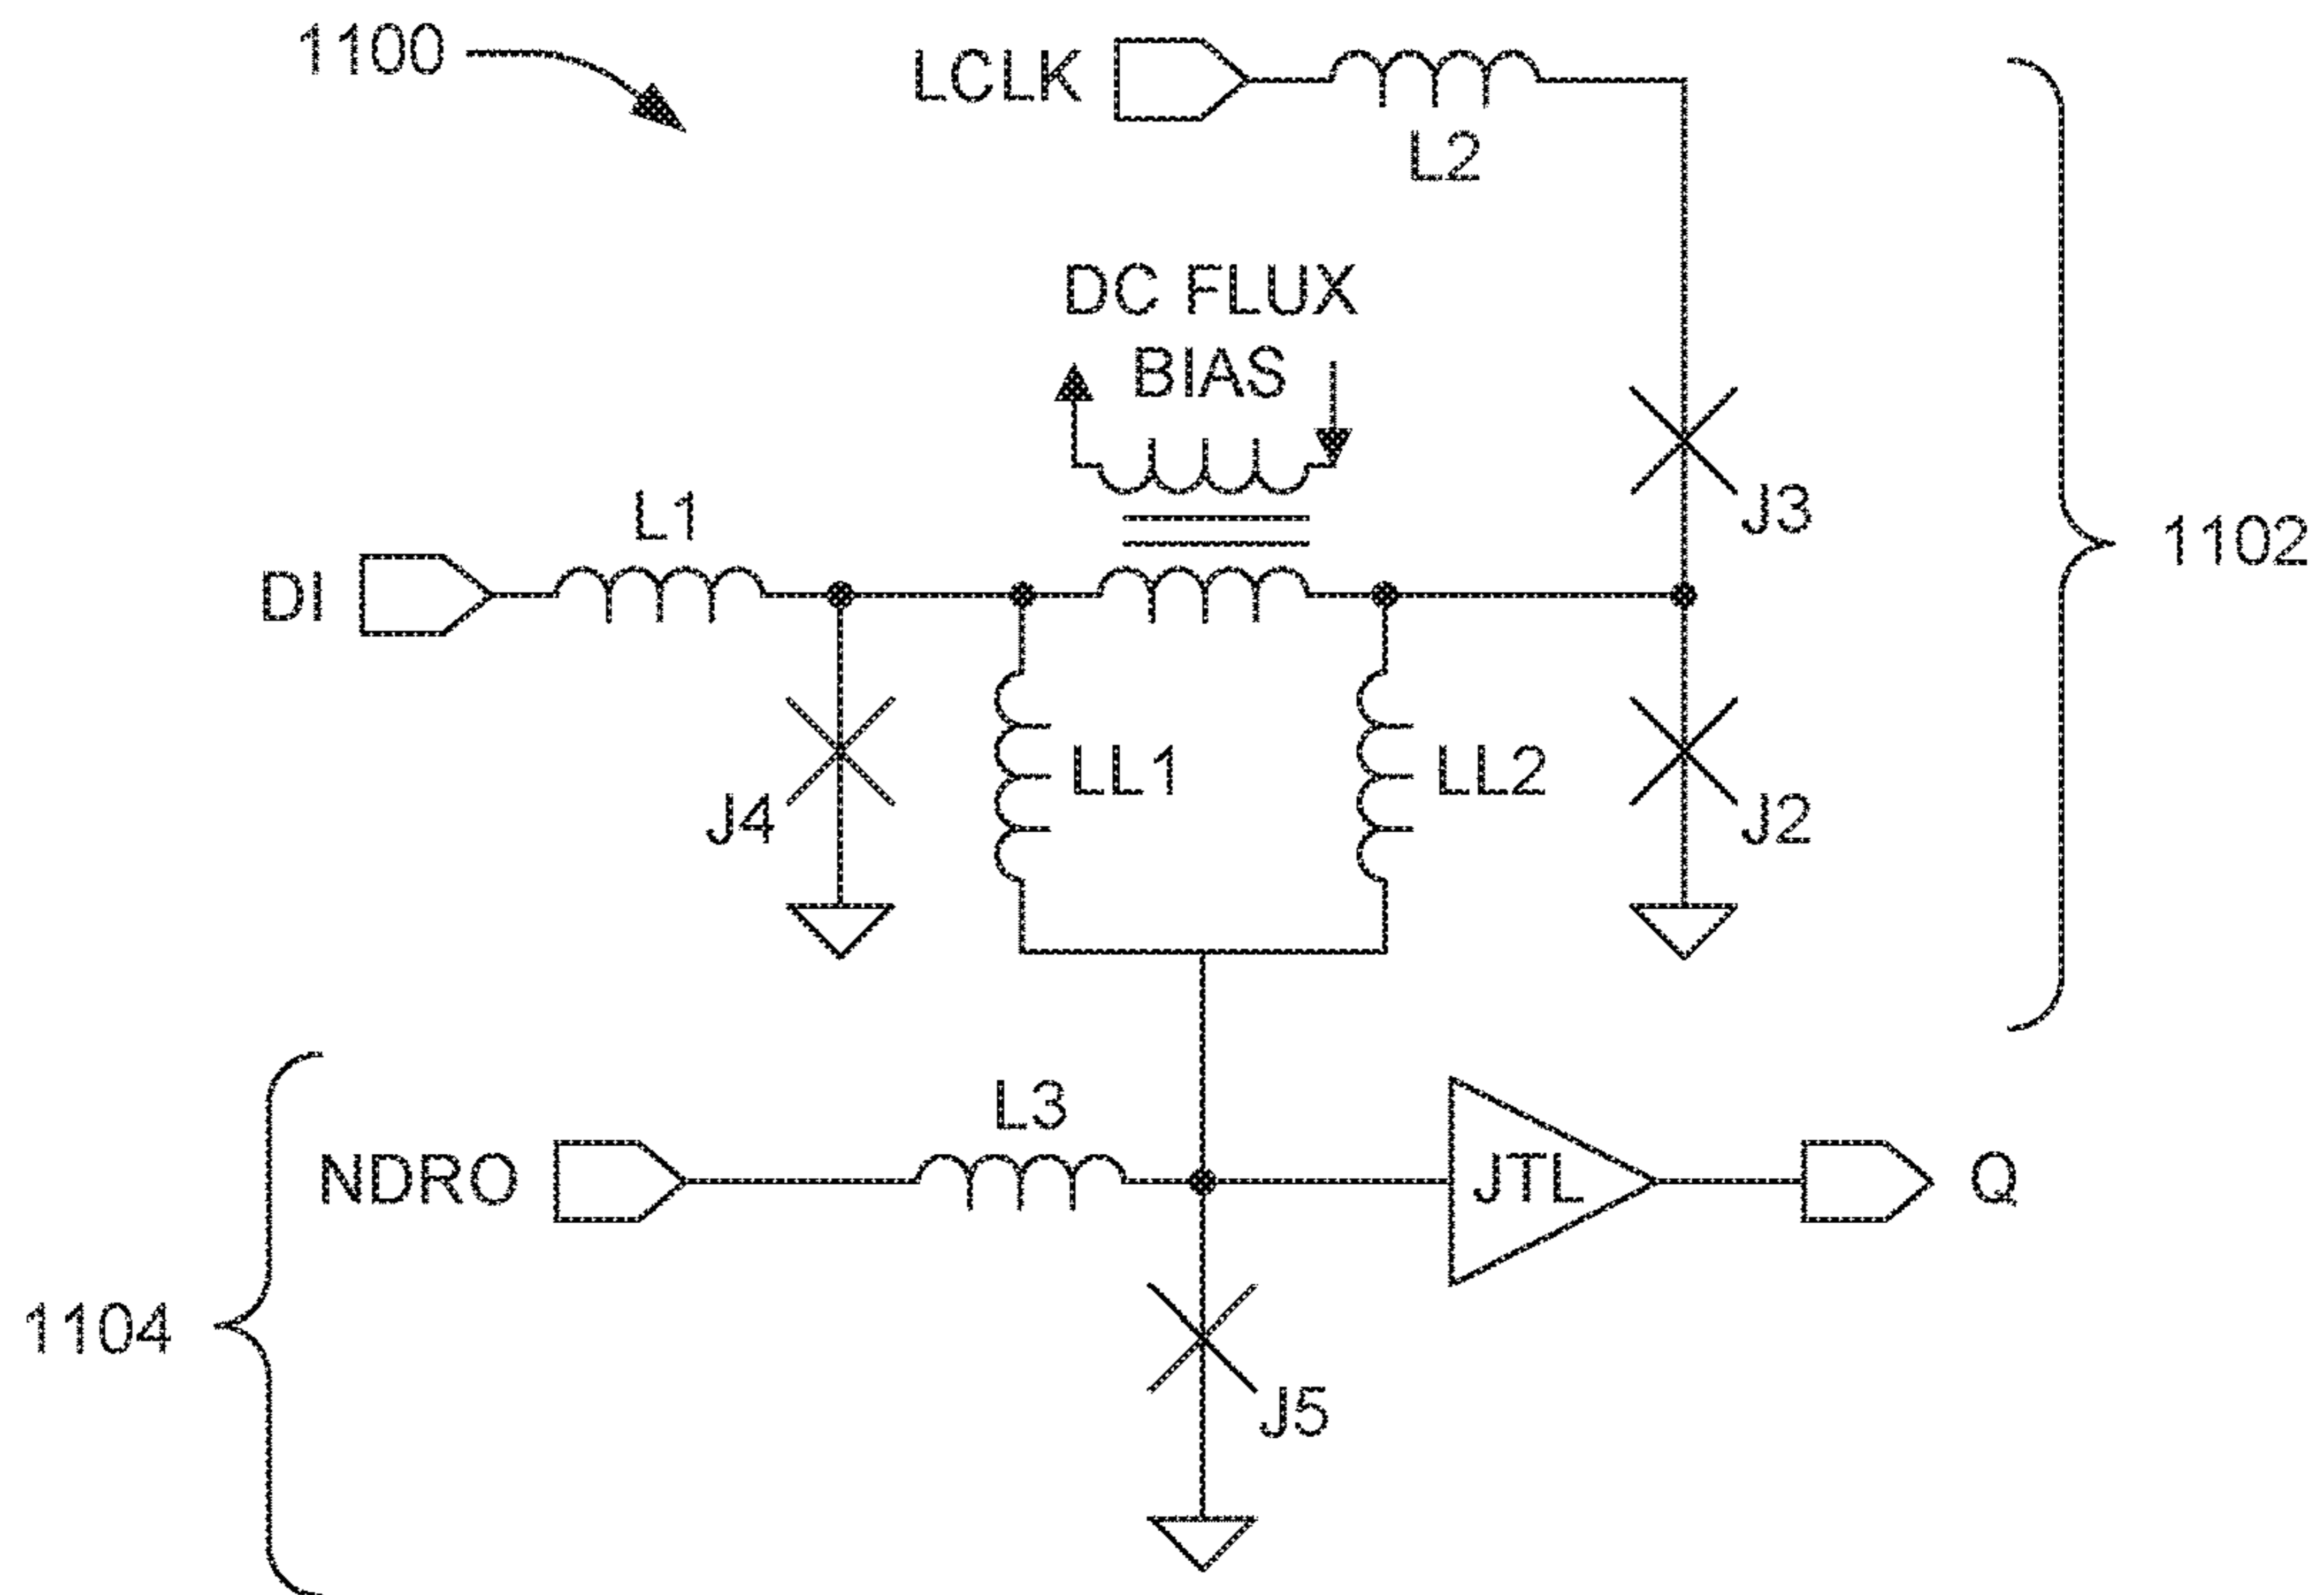 1100
LCLK
L2
DC FLUX
BIAS
J3
1102
L1
DI
LL1
LL2
J4
J2
L3
NDRO
JTL
Q
1104
J5